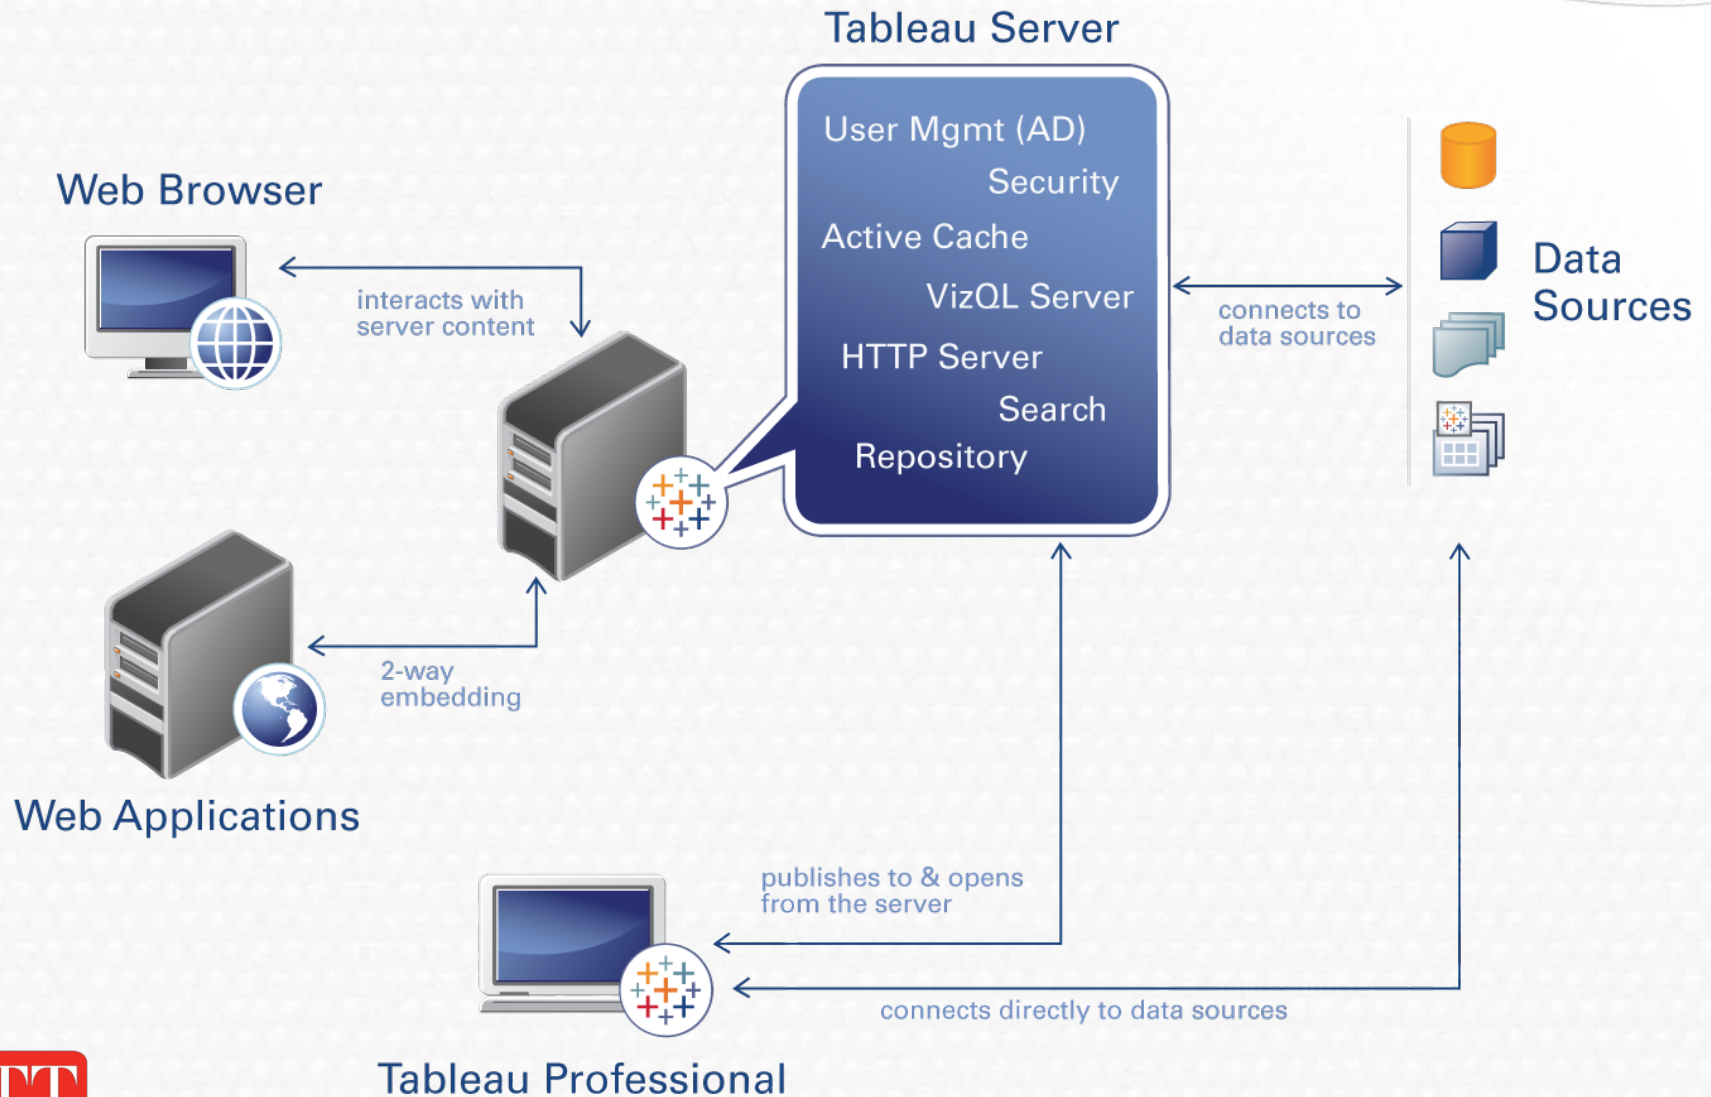 Tableau Server
User Mgmt (AD)
Security
Active Cache
VizQL Server
HTTP Server
Search
Repository
Web Browser
interacts with
server content
connects to
data sources
Data
Sources
2-way
embedding
Web Applications
publishes to & opens
from the server
connects directly to data sources
Tableau Professional